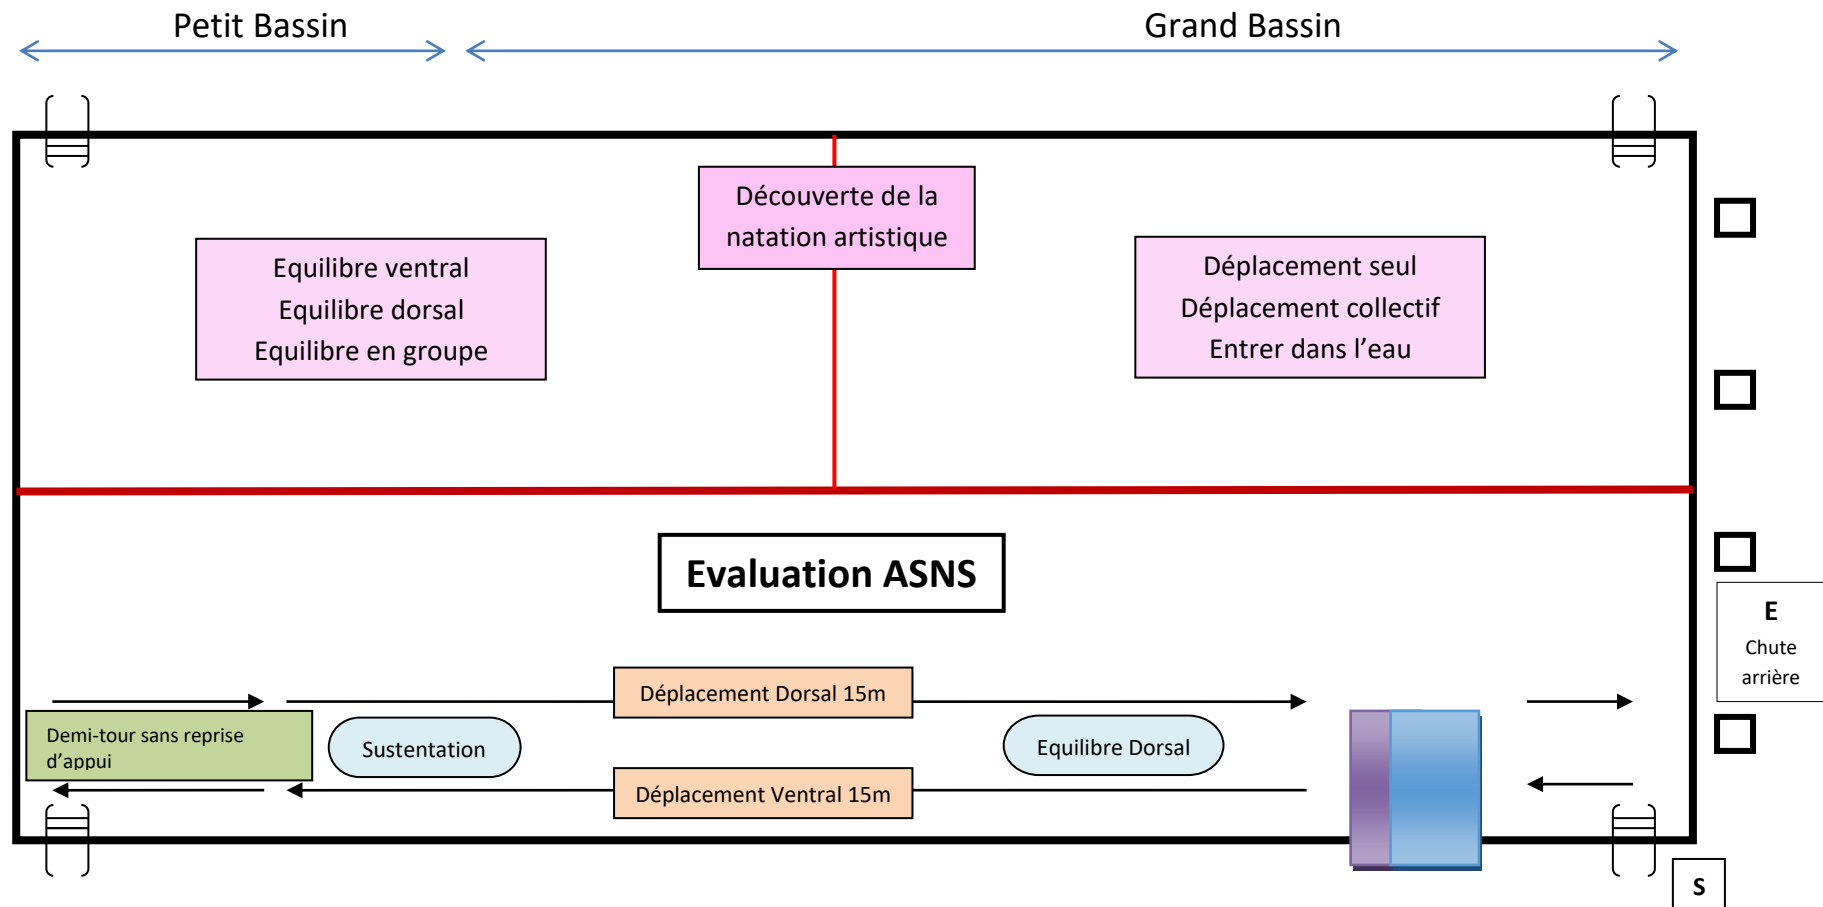 Petit Bassin
Grand Bassin
Découverte de la
natation artistique
Equilibre ventral
Equilibre dorsal
Equilibre en groupe
Déplacement seul
Déplacement collectif
Entrer dans l’eau
Evaluation ASNS
E
Chute
arrière
Déplacement Dorsal 15m
Demi-tour sans reprise
d’appui
Sustentation
Equilibre Dorsal
Déplacement Ventral 15m
S